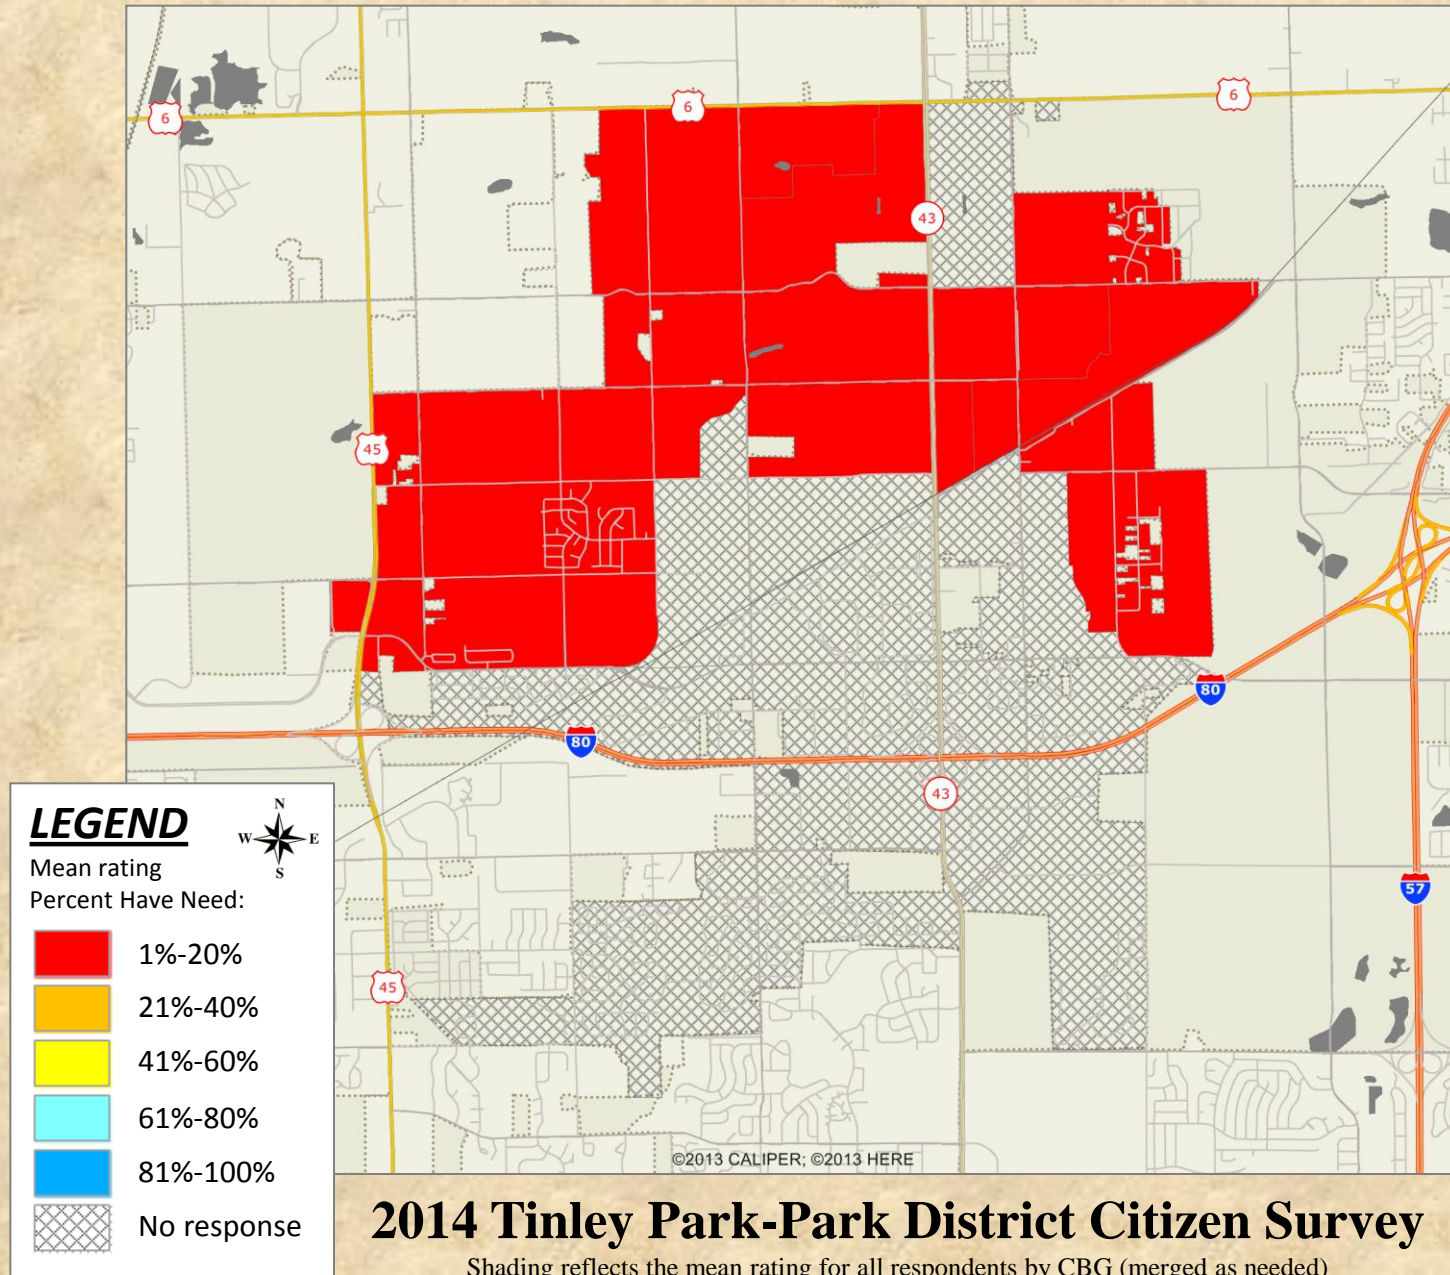 6
6
6
43
45
80
80
43
57
45
LEGEND
N
W E
S
Mean rating
Percent Have Need:
1%-20%
21%-40%
41%-60%
61%-80%
81%-100%
No response
©2013 CALIPER; ©2013 HERE
2014 Tinley Park-Park District Citizen Survey
Shading reflects the mean rating for all respondents by CBG (merged as needed)